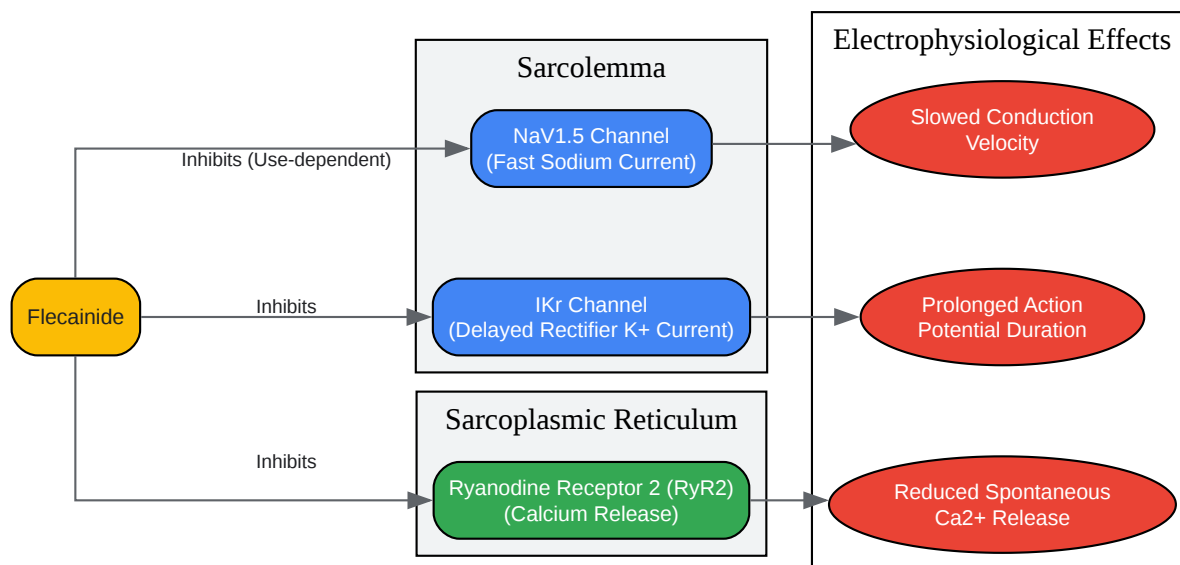 Electrophysiological Effects
Sarcolemma
NaV1.5 Channel
(Fast Sodium Current)
Slowed Conduction
Velocity
Inhibits (Use-dependent)
Flecainide
Inhibits
IKr Channel
(Delayed Rectifier K+ Current)
Prolonged Action
Potential Duration
Sarcoplasmic Reticulum
Inhibits
Ryanodine Receptor 2 (RyR2)
(Calcium Release)
Reduced Spontaneous
Ca2+ Release